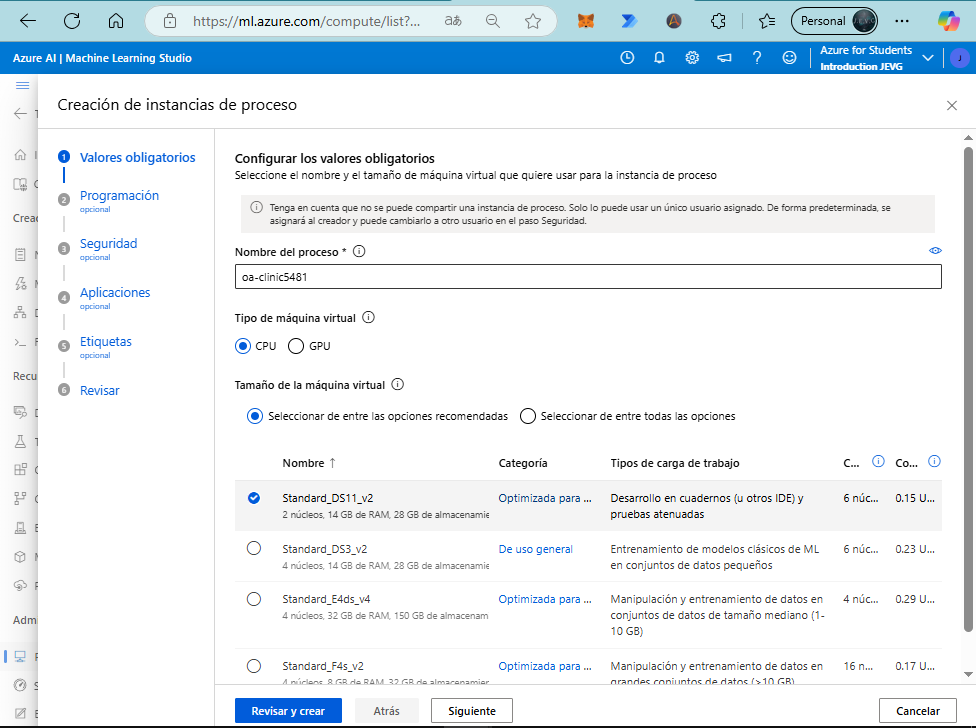 https://ml.azure.com/compute/list?...
Personal
Azure AI | Machine Learning Studio
Azure for Students
Introduction JEVG
J
Creación de instancias de proceso
1 Valores obligatorios
2 Programación
opcional
3 Seguridad
opcional
4 Aplicaciones
opcional
5 Etiquetas
opcional
6 Revisar
Configurar los valores obligatorios
Seleccione el nombre y el tamaño de máquina virtual que quiere usar para la instancia de proceso
Tenga en cuenta que no se puede compartir una instancia de proceso. Solo lo puede usar un único usuario asignado. De forma predeterminada, se
asignará al creador y puede cambiarlo a otro usuario en el paso Seguridad.
Nombre del proceso *
oa-clinic5481
Tipo de máquina virtual
CPU GPU
Tamaño de la máquina virtual
Seleccionar de entre las opciones recomendadas Seleccionar de entre todas las opciones
Nombre ↑ Categoría Tipos de carga de trabajo C... Co...
Standard_DS11_v2 Optimizada para ... Desarrollo en cuadernos (u otros IDE) y 6 núc... 0.15 U...
2 núcleos, 14 GB de RAM, 28 GB de almacenamie pruebas atenuadas
Standard_DS3_v2 De uso general Entrenamiento de modelos clásicos de ML 6 núc... 0.23 U...
4 núcleos, 14 GB de RAM, 28 GB de almacenamie en conjuntos de datos pequeños
Standard_E4ds_v4 Optimizada para ... Manipulación y entrenamiento de datos en 4 núc... 0.29 U...
4 núcleos, 32 GB de RAM, 150 GB de almacenam conjuntos de datos de tamaño mediano (1-
10 GB)
Standard_F4s_v2 Optimizada para ... Manipulación y entrenamiento de datos en 16 n... 0.17 U...
4 núcleos, 8 GB de RAM, 32 GB de almacenamie grandes conjuntos de datos (>10 GB)
Revisar y crear Atrás Siguiente Cancelar